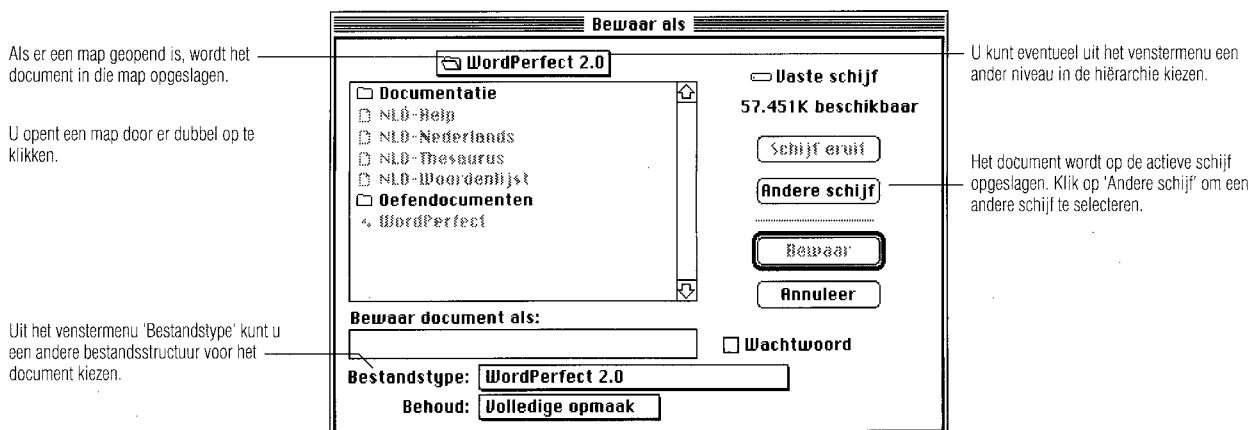 Bewaar als
Als er een map geopend is, wordt het
document in die map opgeslagen.
U opent een map door er dubbel op te
klikken.
Uit het venstermenu 'Bestandstype' kunt u
een andere bestandsstructuur voor het
document kiezen.
WordPerfect 2.0
Documentatie
NLD-Help
NLD-Nederlands
NLD-Thesaurus
NLD-Woordenlijst
Oefendocumenten
WordPerfect
Bewaar document als:
Bestandstype: WordPerfect 2.0
Behoud: Volledige opmaak
Vaste schijf
57.451K beschikbaar
Schijf eruit
Andere schijf
Bewaar
Annuleer
Wachtwoord
U kunt eventueel uit het venstermenu een
ander niveau in de hiërarchie kiezen.
Het document wordt op de actieve schijf
opgeslagen. Klik op 'Andere schijf' om een
andere schijf te selecteren.